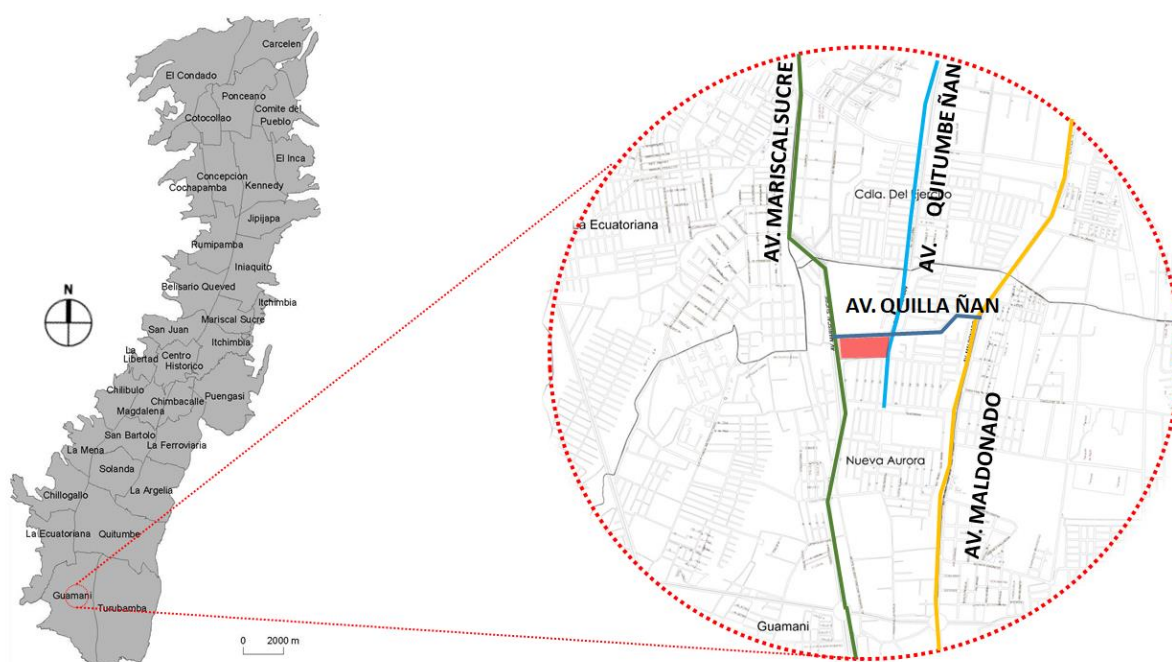 Carcelen
El Condado
Ponceano
Comite del
Pueblo
Cotocollao
El Inca
Concepcion
Cochapamba
Kennedy
Jipijapa
Rumipamba
Iniaquito
Belisario Queved
Itchimbia
N
San Juan
Mariscal Sucre
Itchimbia
La
Libertad
Centro
Historico
Chilibulo
Chimbacalle
Puengasi
Magdalena
San Bartolo
La Ferroviaria
La Mena
Solanda
Chillogallo
La Argelia
La Ecuatoriana
Quitumbe
Guamani
Turubamba
0 2000 m
AV. MARISCAL SUCRE
AV. QUITUMBE ÑAN
Cdla. Del Ejercito
La Ecuatoriana
AV. QUILLA ÑAN
Nueva Aurora
AV. MALDONADO
Guamani